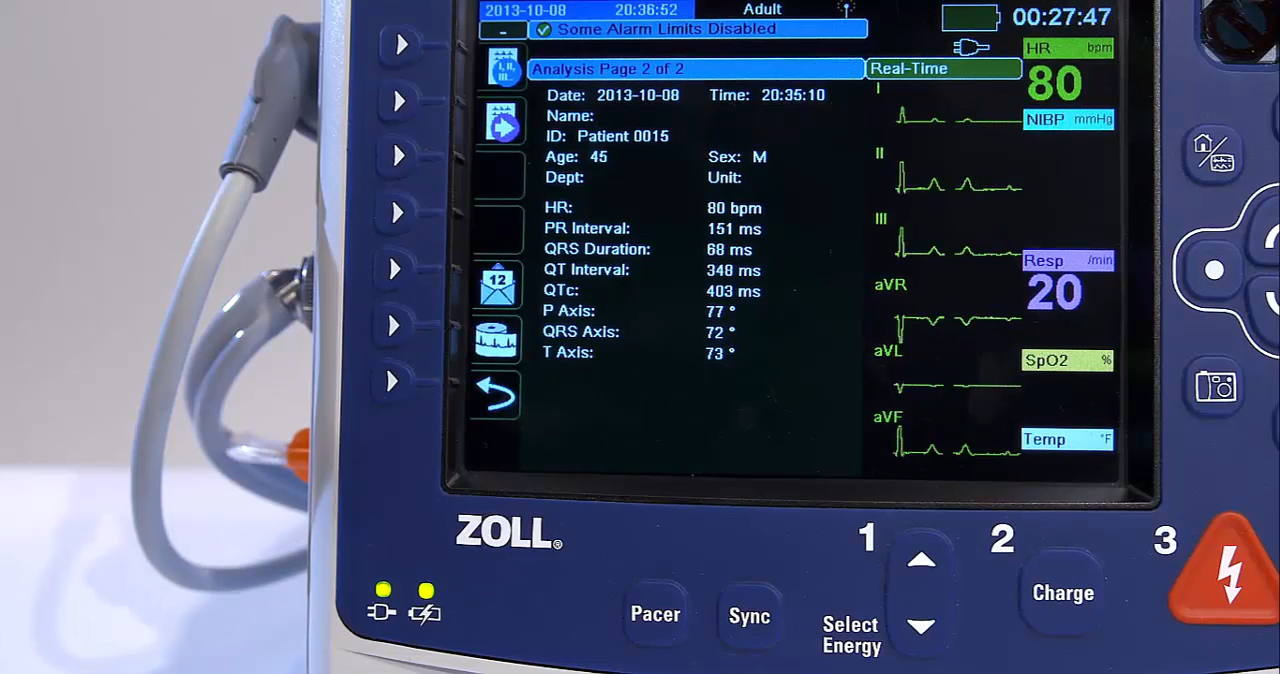 2013-10-08 20:36:52 Adult 00:27:47
- Some Alarm Limits Disabled
HR bpm
80
I, II, III...
Analysis Page 2 of 2 Real-Time
Date: 2013-10-08 Time: 20:35:10
Name:
ID: Patient 0015
Age: 45 Sex: M
Dept: Unit:
HR: 80 bpm
PR Interval: 151 ms
QRS Duration: 68 ms
QT Interval: 348 ms
QTc: 403 ms
P Axis: 77 °
QRS Axis: 72 °
T Axis: 73 °
12
I
II
III
aVR
aVL
aVF
NIBP mmHg
Resp /min
20
SpO2 %
Temp °F
ZOLL®
Pacer
Sync
1
Select
Energy
2
Charge
3